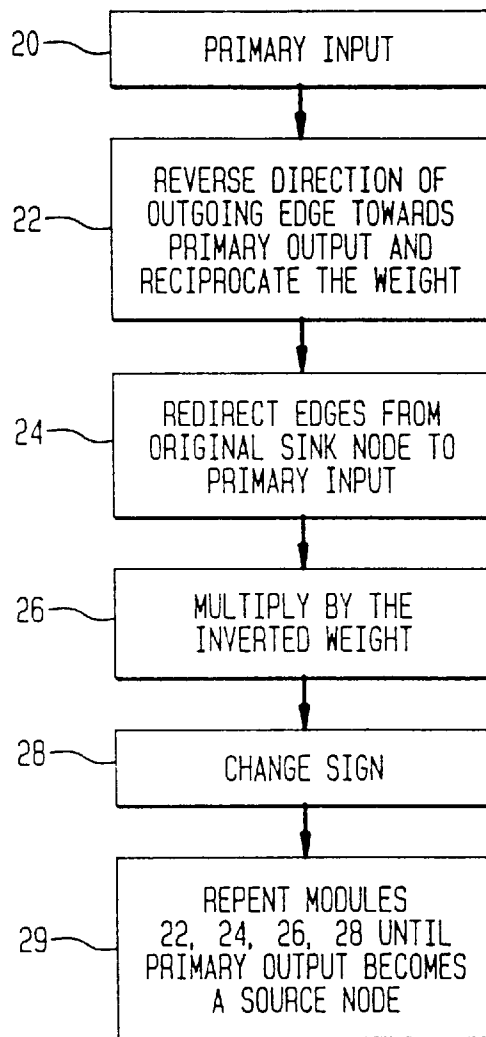 20
PRIMARY INPUT
22
REVERSE DIRECTION OF
OUTGOING EDGE TOWARDS
PRIMARY OUTPUT AND
RECIPROCATE THE WEIGHT
24
REDIRECT EDGES FROM
ORIGINAL SINK NODE TO
PRIMARY INPUT
26
MULTIPLY BY THE
INVERTED WEIGHT
28
CHANGE SIGN
29
REPENT MODULES
22, 24, 26, 28 UNTIL
PRIMARY OUTPUT BECOMES
A SOURCE NODE